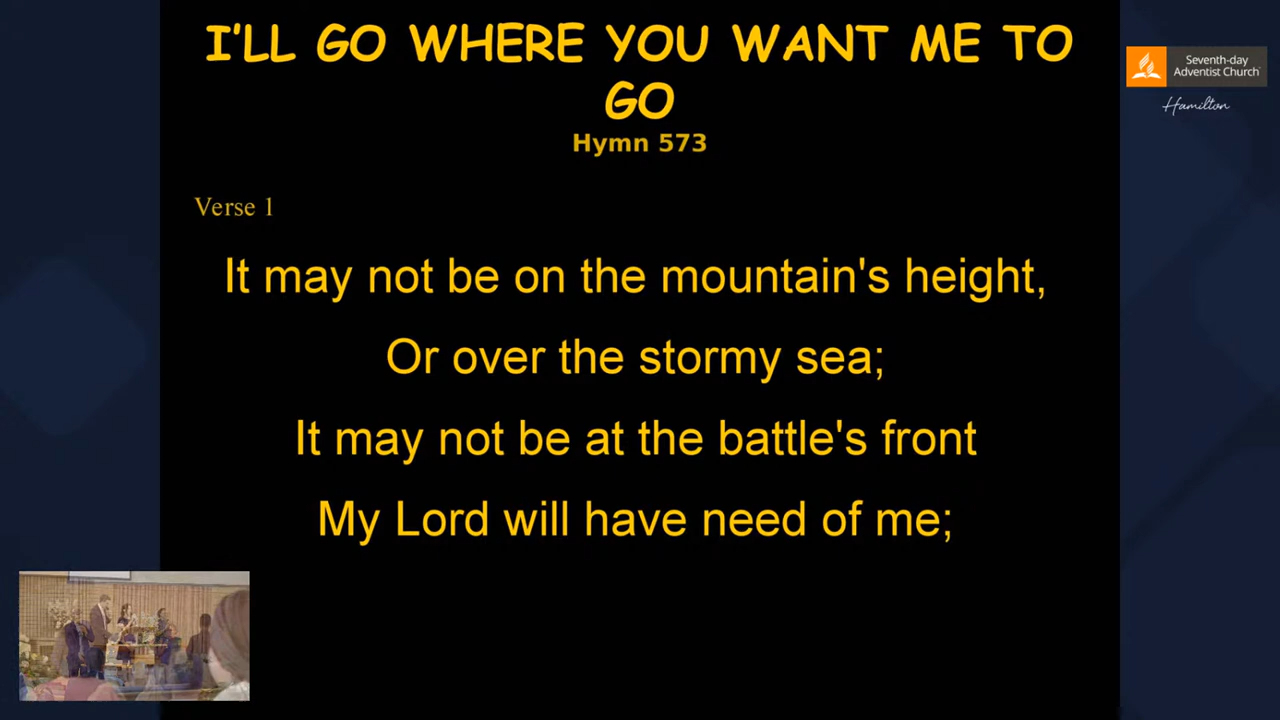 I'LL GO WHERE YOU WANT ME TO
GO
Hymn 573
Seventh-day
Adventist Church
Hamilton
Verse 1
It may not be on the mountain's height,
Or over the stormy sea;
It may not be at the battle's front
My Lord will have need of me;